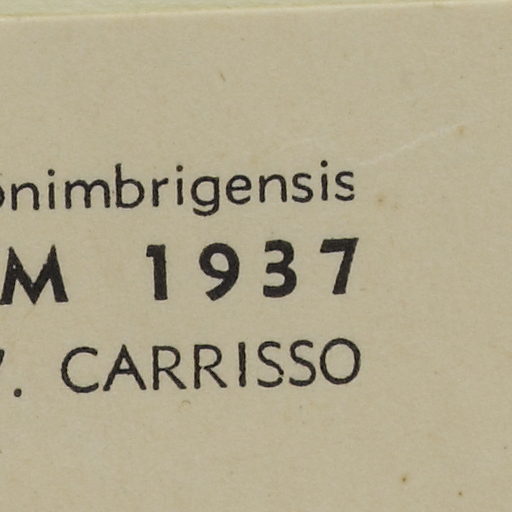 onimbrigensis
M 1937
. CARRISSO